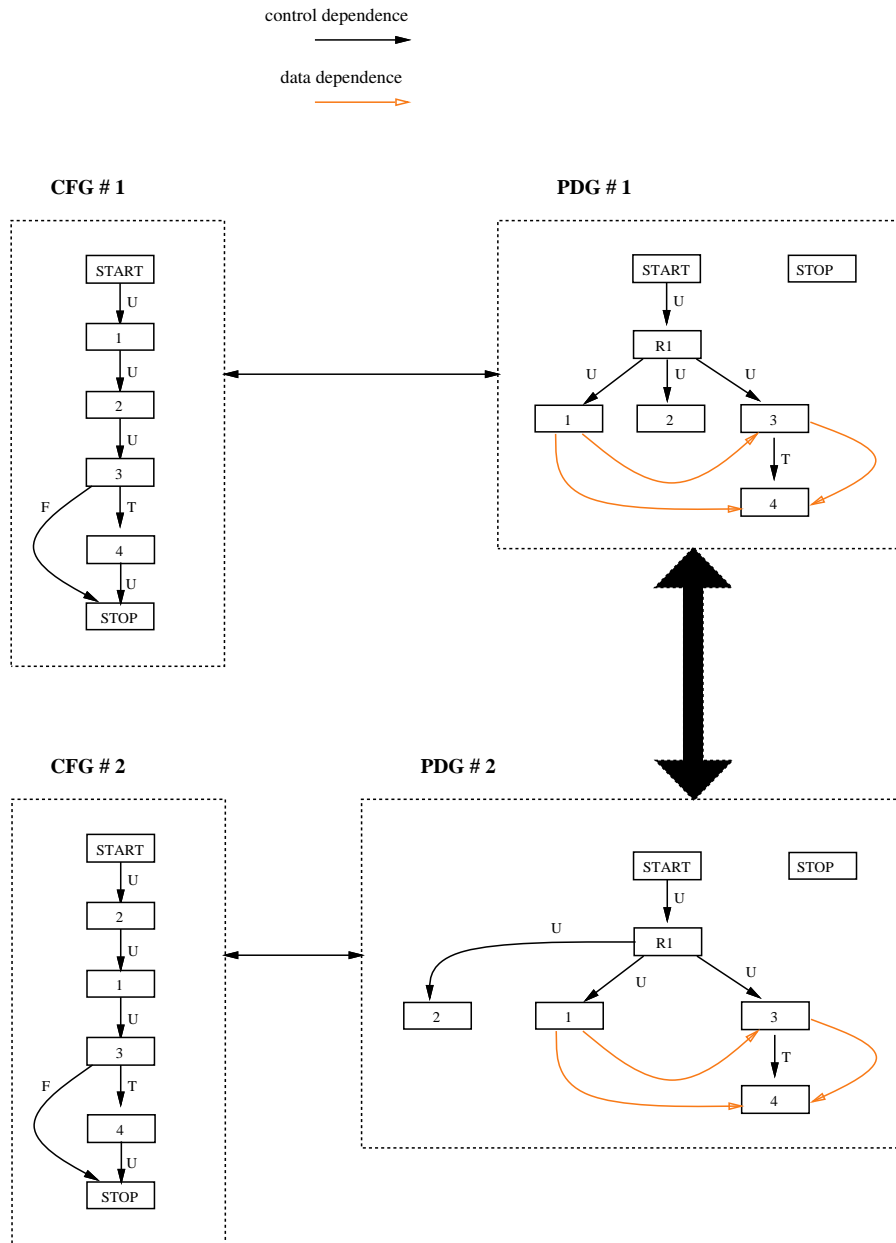 control dependence
data dependence
CFG # 1
PDG # 1
START
U
1
U
2
U
3
F
T
4
U
STOP
START
STOP
U
R1
U
U
U
1
2
3
T
4
CFG # 2
PDG # 2
START
U
2
U
1
U
3
F
T
4
U
STOP
START
STOP
U
U
R1
U
U
2
1
3
T
4